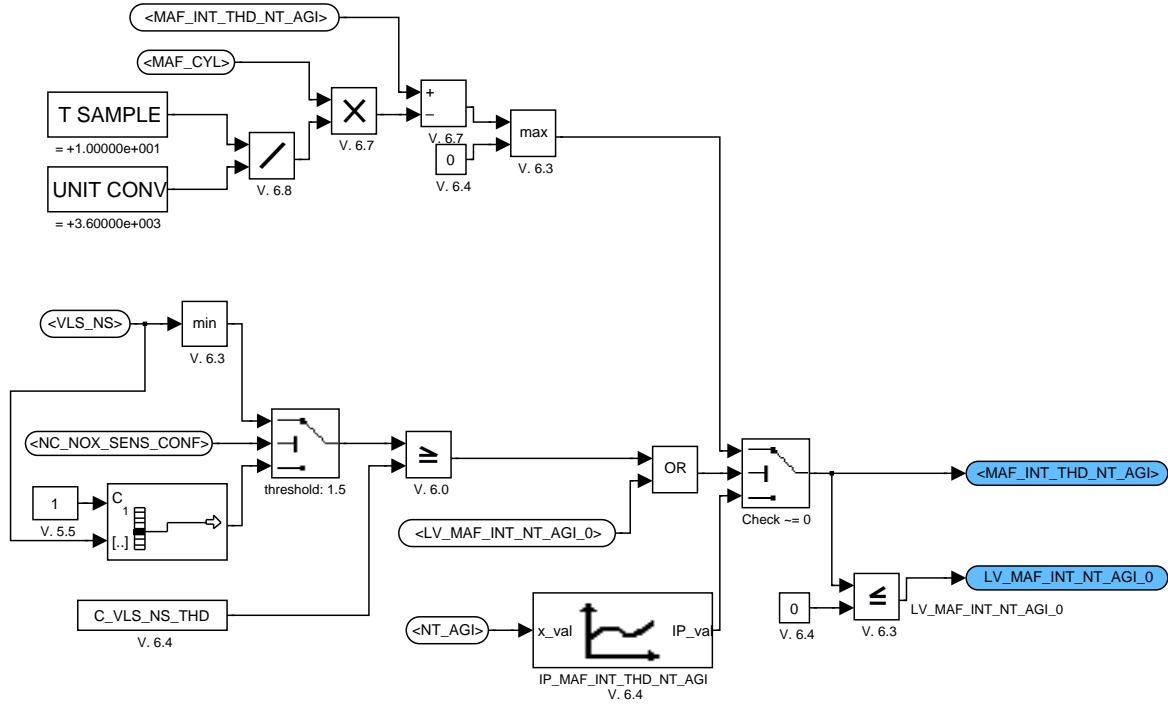 <MAF_INT_THD_NT_AGI>
<MAF_CYL>
T SAMPLE
= +1.00000e+001
UNIT CONV
= +3.60000e+003
V. 6.8
V. 6.7
+
–
V. 6.7
0
V. 6.4
max
V. 6.3
<VLS_NS>
min
V. 6.3
<NC_NOX_SENS_CONF>
threshold: 1.5
1
V. 5.5
C
1
[..]
≥
V. 6.0
C_VLS_NS_THD
V. 6.4
OR
<LV_MAF_INT_NT_AGI_0>
<NT_AGI>
x_val
IP_val
IP_MAF_INT_THD_NT_AGI
V. 6.4
Check ~= 0
<MAF_INT_THD_NT_AGI>
0
V. 6.4
≤
V. 6.3
LV_MAF_INT_NT_AGI_0
LV_MAF_INT_NT_AGI_0